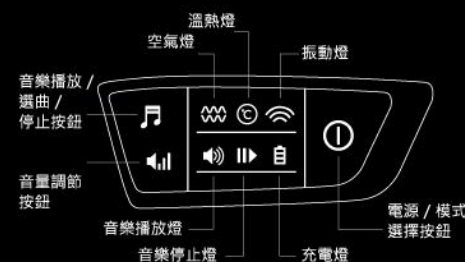 溫熱燈
空氣燈
振動燈
音樂播放 /
選曲 /
停止按鈕
℃
音量調節
按鈕
電源 / 模式
選擇按鈕
音樂播放燈
音樂停止燈
充電燈